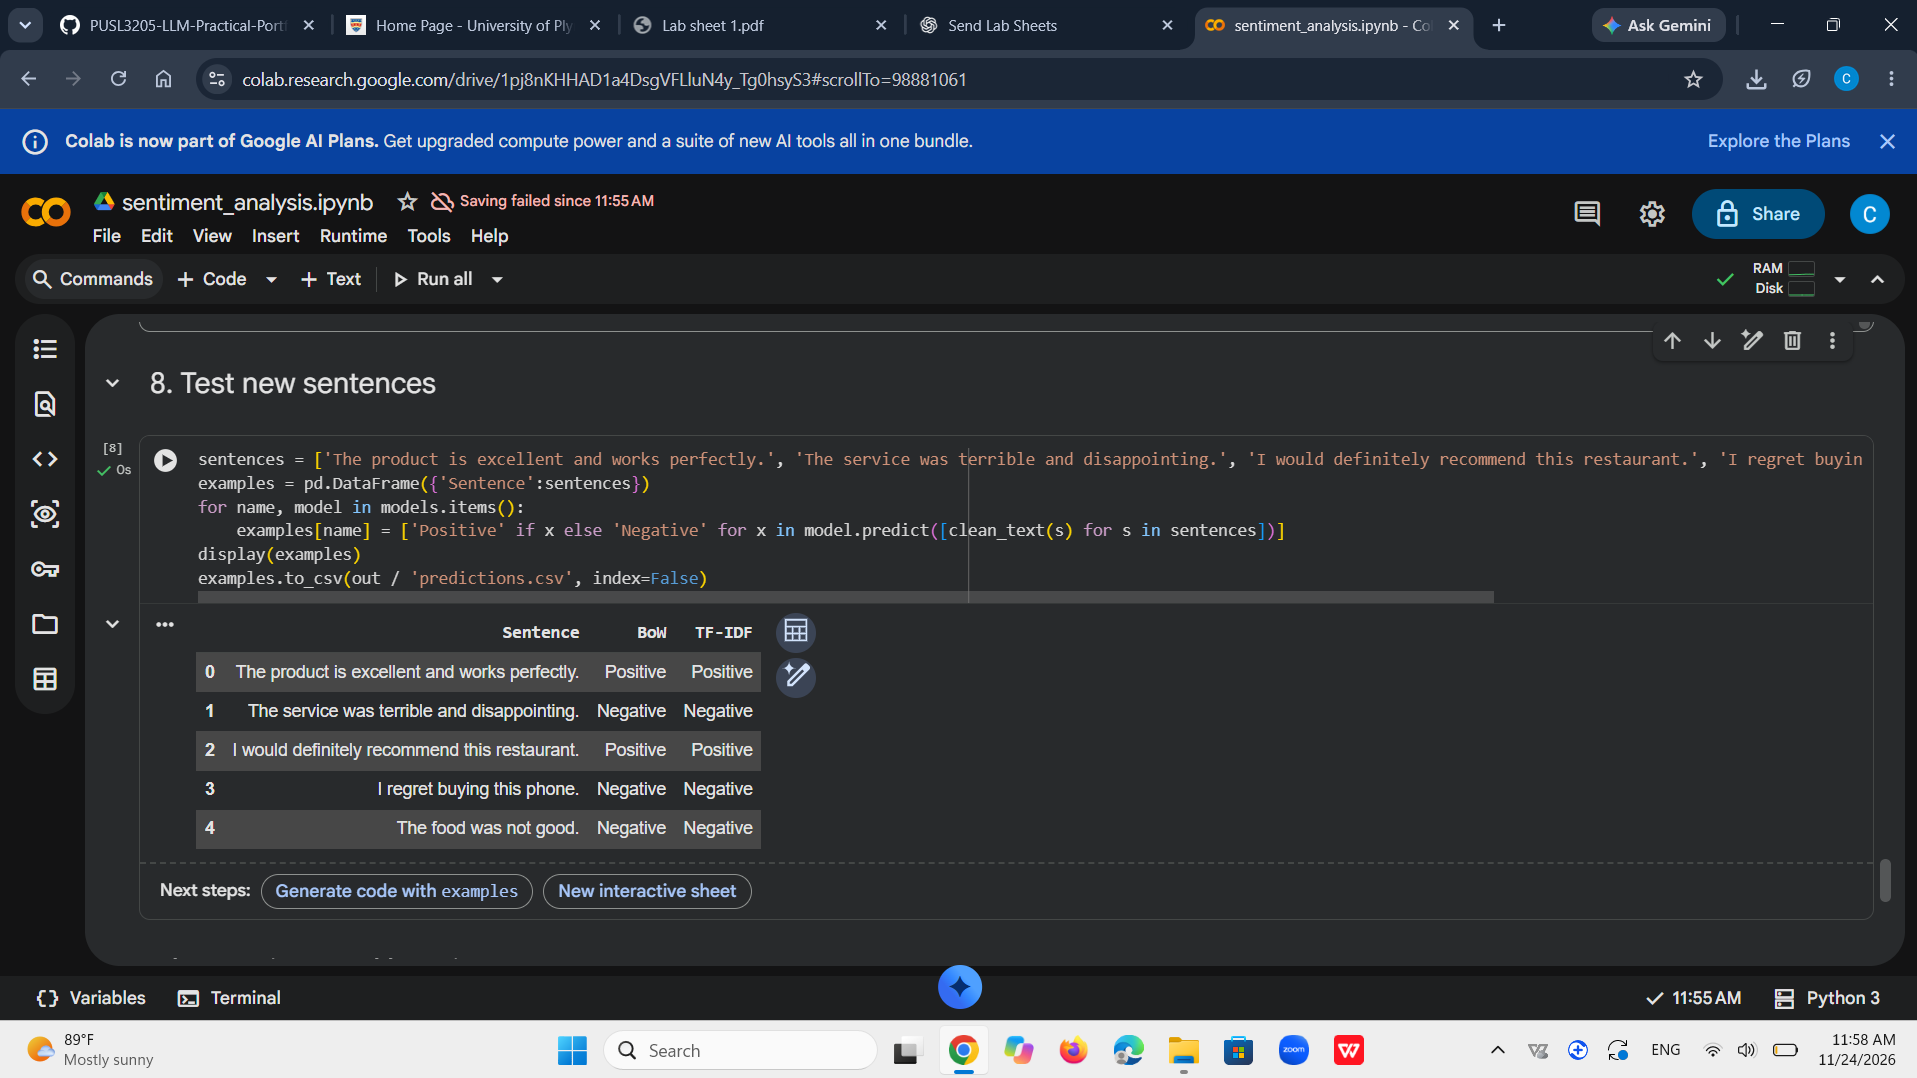 PUSL3205-LLM-Practical-Portf
Home Page - University of Ply
Lab sheet 1.pdf
Send Lab Sheets
sentiment_analysis.ipynb - Co
Ask Gemini
colab.research.google.com/drive/1pj8nKHHAD1a4DsgVFLluN4y_Tg0hsyS3#scrollTo=98881061
C
Colab is now part of Google AI Plans. Get upgraded compute power and a suite of new AI tools all in one bundle.
Explore the Plans
sentiment_analysis.ipynb
Saving failed since 11:55 AM
File Edit View Insert Runtime Tools Help
Share
C
Commands
+ Code
+ Text
Run all
RAM
Disk
8. Test new sentences
[8]
0s
sentences = ['The product is excellent and works perfectly.', 'The service was terrible and disappointing.', 'I would definitely recommend this restaurant.', 'I regret buyin
examples = pd.DataFrame({'Sentence':sentences})
for name, model in models.items():
examples[name] = ['Positive' if x else 'Negative' for x in model.predict([clean_text(s) for s in sentences])]
display(examples)
examples.to_csv(out / 'predictions.csv', index=False)
Sentence BoW TF-IDF
0 The product is excellent and works perfectly. Positive Positive
1 The service was terrible and disappointing. Negative Negative
2 I would definitely recommend this restaurant. Positive Positive
3 I regret buying this phone. Negative Negative
4 The food was not good. Negative Negative
Next steps: Generate code with examples New interactive sheet
{} Variables
Terminal
11:55 AM
Python 3
89°F
Mostly sunny
Search
zoom
W
ENG
11:58 AM
11/24/2026